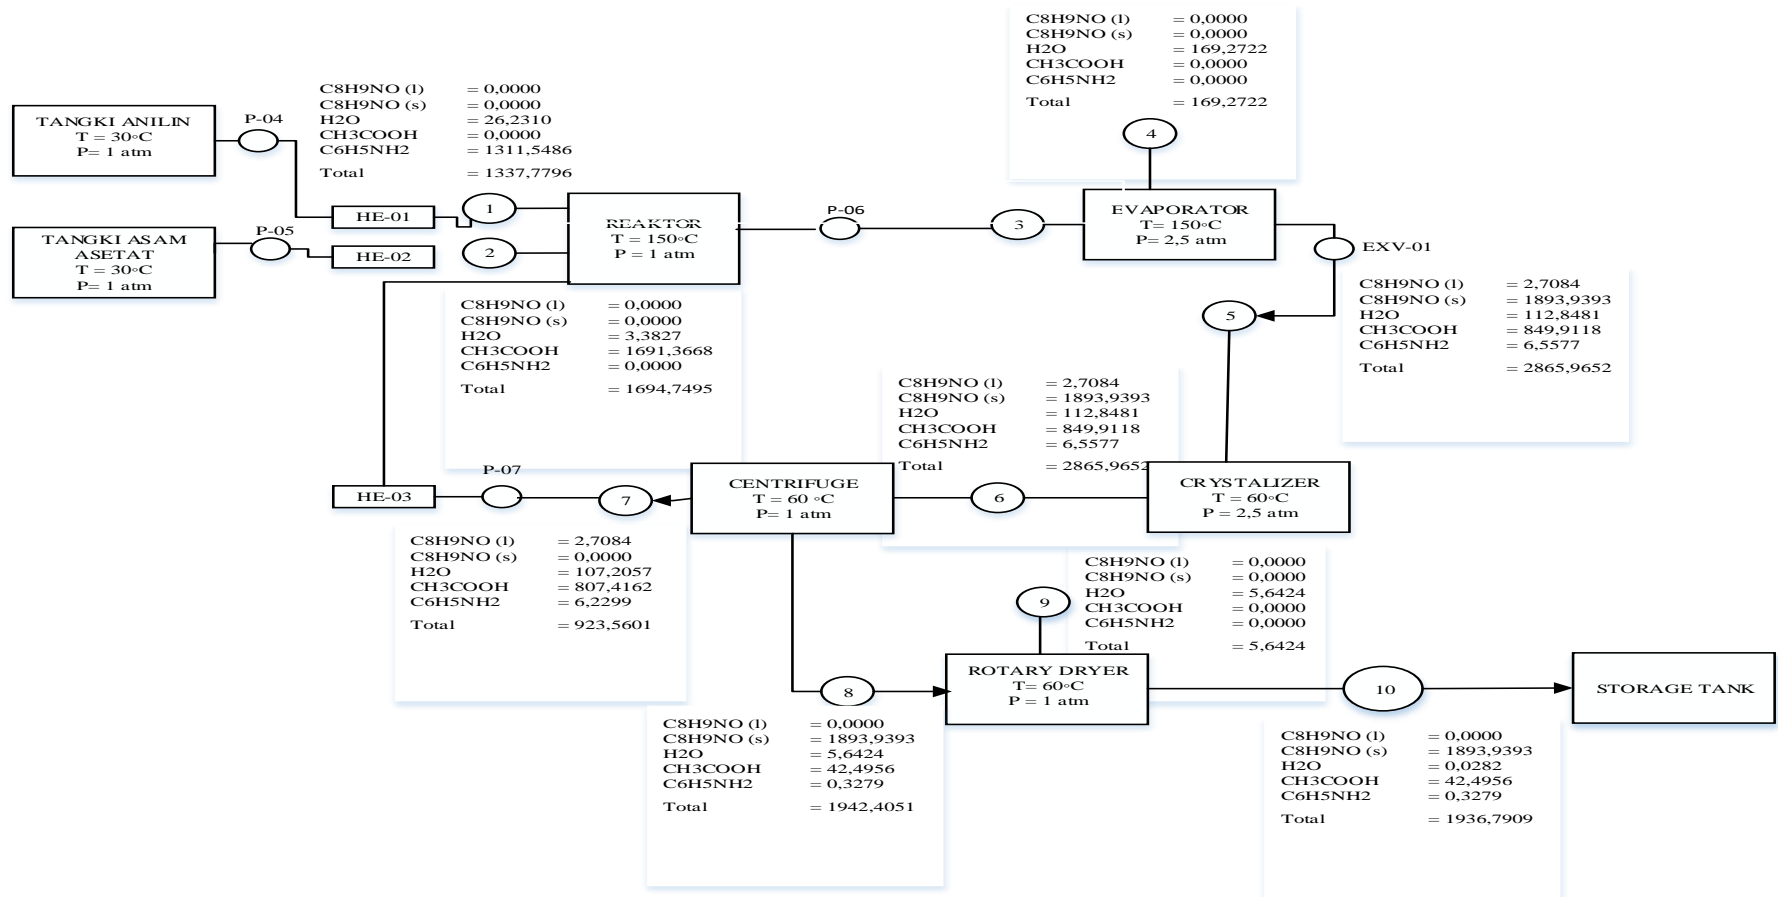 C8H9NO (l) = 0,0000
C8H9NO (s) = 0,0000
H2O = 169,2722
CH3COOH = 0,0000
C6H5NH2 = 0,0000
Total = 169,2722
4
C8H9NO (l) = 0,0000
C8H9NO (s) = 0,0000
H2O = 26,2310
CH3COOH = 0,0000
C6H5NH2 = 1311,5486
Total = 1337,7796
TANGKI ANILIN
T = 30◦C
P= 1 atm
P-04
HE-01
1
TANGKI ASAM
ASETAT
T = 30◦C
P= 1 atm
P-05
HE-02
2
REAKTOR
T = 150◦C
P = 1 atm
P-06
3
EVAPORATOR
T= 150◦C
P= 2,5 atm
EXV-01
C8H9NO (l) = 0,0000
C8H9NO (s) = 0,0000
H2O = 3,3827
CH3COOH = 1691,3668
C6H5NH2 = 0,0000
Total = 1694,7495
5
C8H9NO (l) = 2,7084
C8H9NO (s) = 1893,9393
H2O = 112,8481
CH3COOH = 849,9118
C6H5NH2 = 6,5577
Total = 2865,9652
C8H9NO (l) = 2,7084
C8H9NO (s) = 1893,9393
H2O = 112,8481
CH3COOH = 849,9118
C6H5NH2 = 6,5577
Total = 2865,9652
HE-03
P-07
7
CENTRIFUGE
T = 60 ◦C
P= 1 atm
6
CRYSTALIZER
T = 60◦C
P = 2,5 atm
C8H9NO (l) = 2,7084
C8H9NO (s) = 0,0000
H2O = 107,2057
CH3COOH = 807,4162
C6H5NH2 = 6,2299
Total = 923,5601
9
C8H9NO (l) = 0,0000
C8H9NO (s) = 0,0000
H2O = 5,6424
CH3COOH = 0,0000
C6H5NH2 = 0,0000
Total = 5,6424
8
ROTARY DRYER
T= 60◦C
P = 1 atm
10
STORAGE TANK
C8H9NO (l) = 0,0000
C8H9NO (s) = 1893,9393
H2O = 5,6424
CH3COOH = 42,4956
C6H5NH2 = 0,3279
Total = 1942,4051
C8H9NO (l) = 0,0000
C8H9NO (s) = 1893,9393
H2O = 0,0282
CH3COOH = 42,4956
C6H5NH2 = 0,3279
Total = 1936,7909